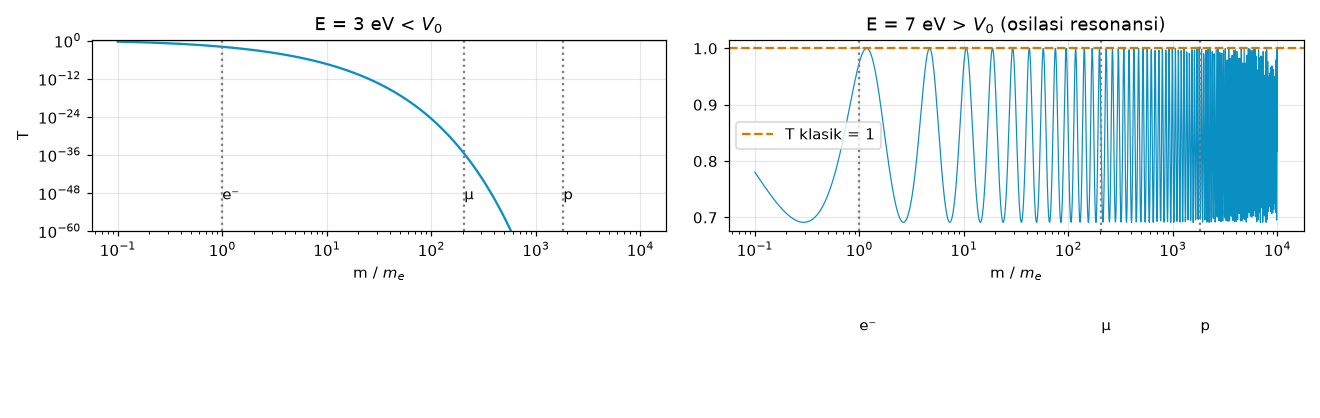 E = 3 eV < V₀
T
10⁰
10⁻¹²
10⁻²⁴
10⁻³⁶
10⁻⁴⁸
10⁻⁶⁰
e⁻
μ
p
10⁻¹ 10⁰ 10¹ 10² 10³ 10⁴
m / mₑ
E = 7 eV > V₀ (osilasi resonansi)
1.0
0.9
0.8
0.7
T klasik = 1
10⁻¹ 10⁰ 10¹ 10² 10³ 10⁴
m / mₑ
e⁻ μ p